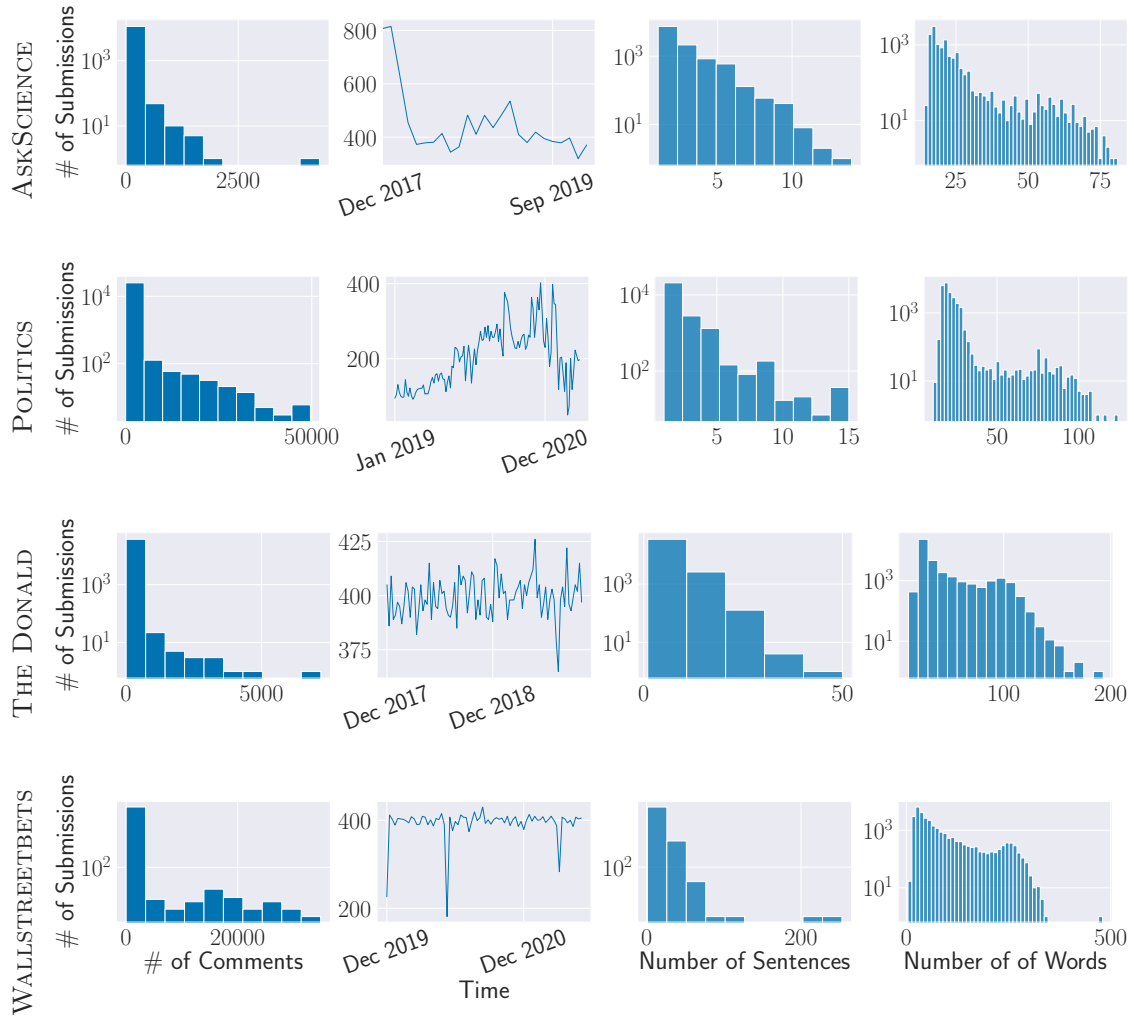 ASKSCIENCE
# of Submissions
10³
10¹
0
2500
800
600
400
Dec 2017
Sep 2019
10³
10¹
5
10
10³
10¹
25
50
75
POLITICS
# of Submissions
10⁴
10²
0
50000
400
200
Jan 2019
Dec 2020
10⁴
10²
5
10
15
10³
10¹
50
100
THE DONALD
# of Submissions
10³
10¹
0
5000
425
400
375
Dec 2017
Dec 2018
10³
10¹
0
50
10³
10¹
100
200
WALLSTREETBETS
# of Submissions
10²
0
20000
# of Comments
400
200
Dec 2019
Dec 2020
Time
10²
0
200
Number of Sentences
10³
10¹
0
500
Number of of Words